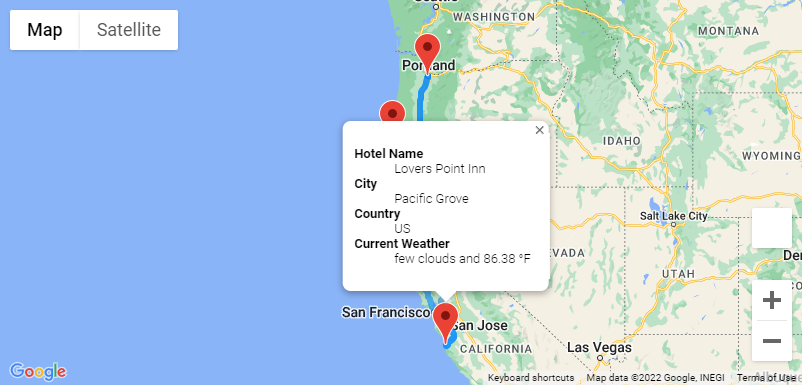 Seattle
WASHINGTON
MONTANA
Map
Satellite
Portland
IDAHO
WYOMING
×
Hotel Name
Lovers Point Inn
City
Pacific Grove
Country
US
Current Weather
few clouds and 86.38 °F
Salt Lake City
NEVADA
UTAH
San Francisco
San Jose
CALIFORNIA
Las Vegas
+
−
Google
Keyboard shortcuts
Map data ©2022 Google, INEGI
Terms of Use